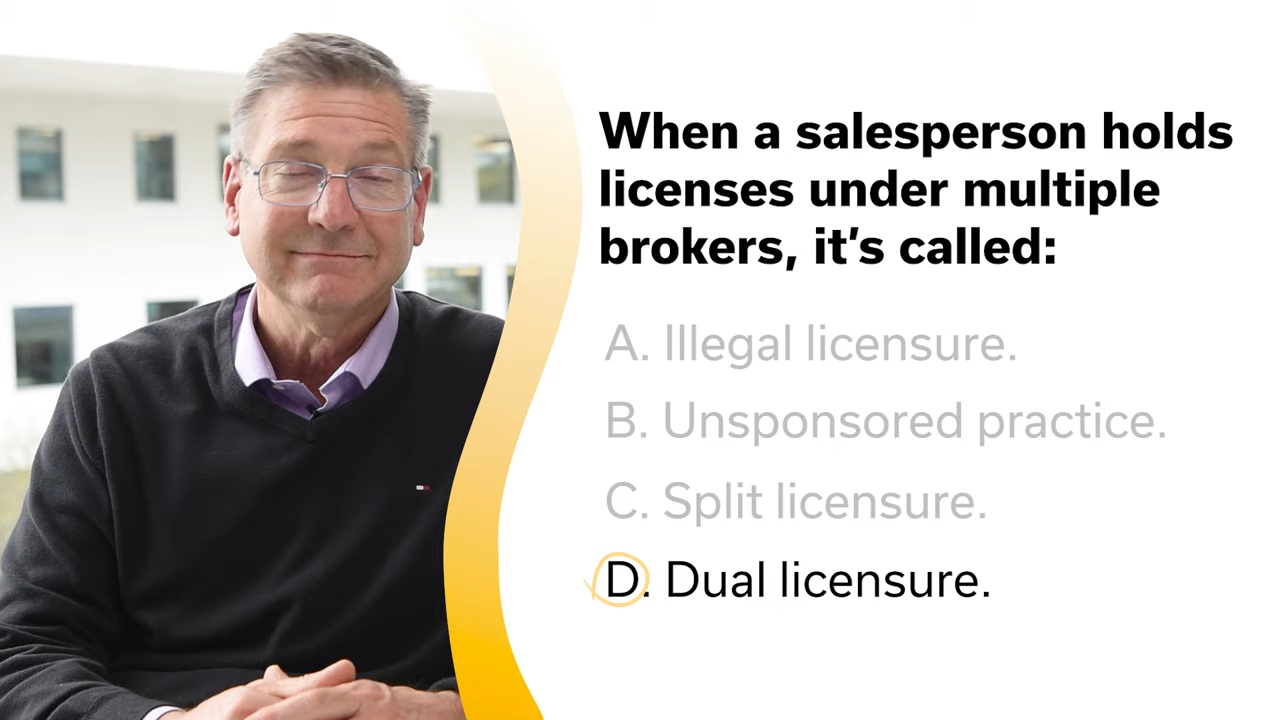 When a salesperson holds
licenses under multiple
brokers, it's called:
A. Illegal licensure.
B. Unsponsored practice.
C. Split licensure.
D. Dual licensure.